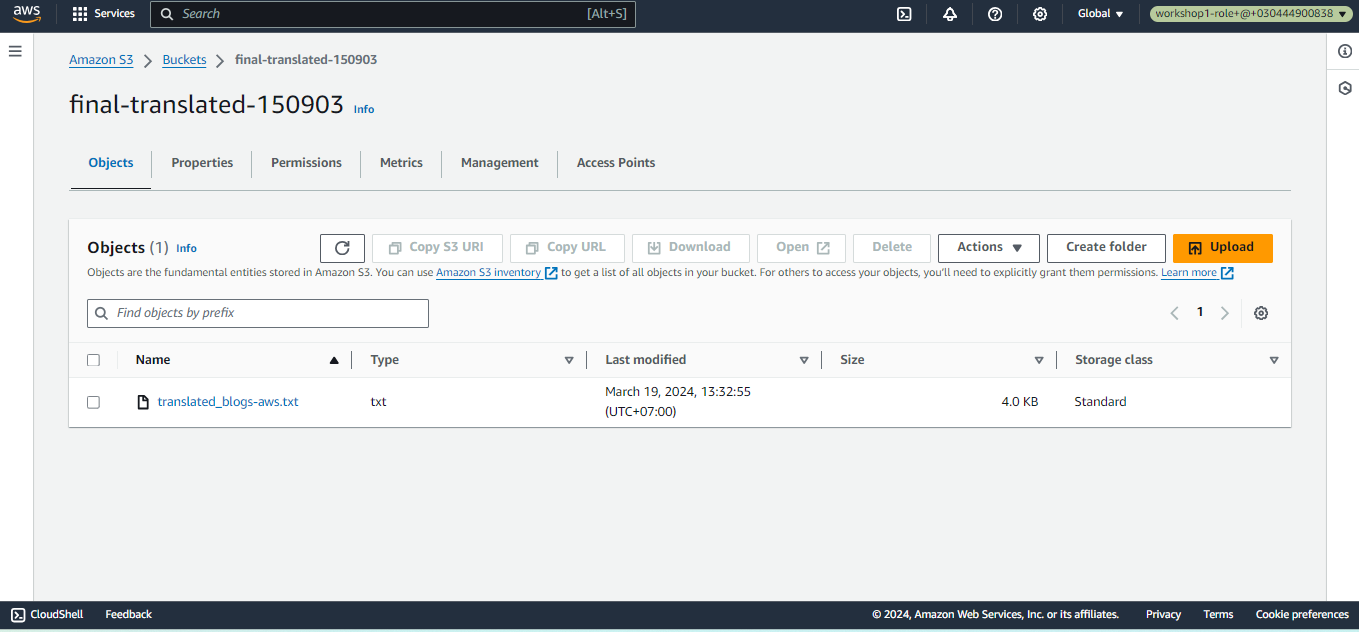 aws Services Search [Alt+S] Global workshop1-role+@+030444900838
Amazon S3 Buckets final-translated-150903
final-translated-150903 Info
Objects Properties Permissions Metrics Management Access Points
Objects (1) Info Copy S3 URI Copy URL Download Open Delete Actions Create folder Upload
Objects are the fundamental entities stored in Amazon S3. You can use Amazon S3 inventory to get a list of all objects in your bucket. For others to access your objects, you'll need to explicitly grant them permissions. Learn more
Find objects by prefix 1
Name Type Last modified Size Storage class
translated_blogs-aws.txt txt March 19, 2024, 13:32:55 4.0 KB Standard
(UTC+07:00)
CloudShell Feedback © 2024, Amazon Web Services, Inc. or its affiliates. Privacy Terms Cookie preferences